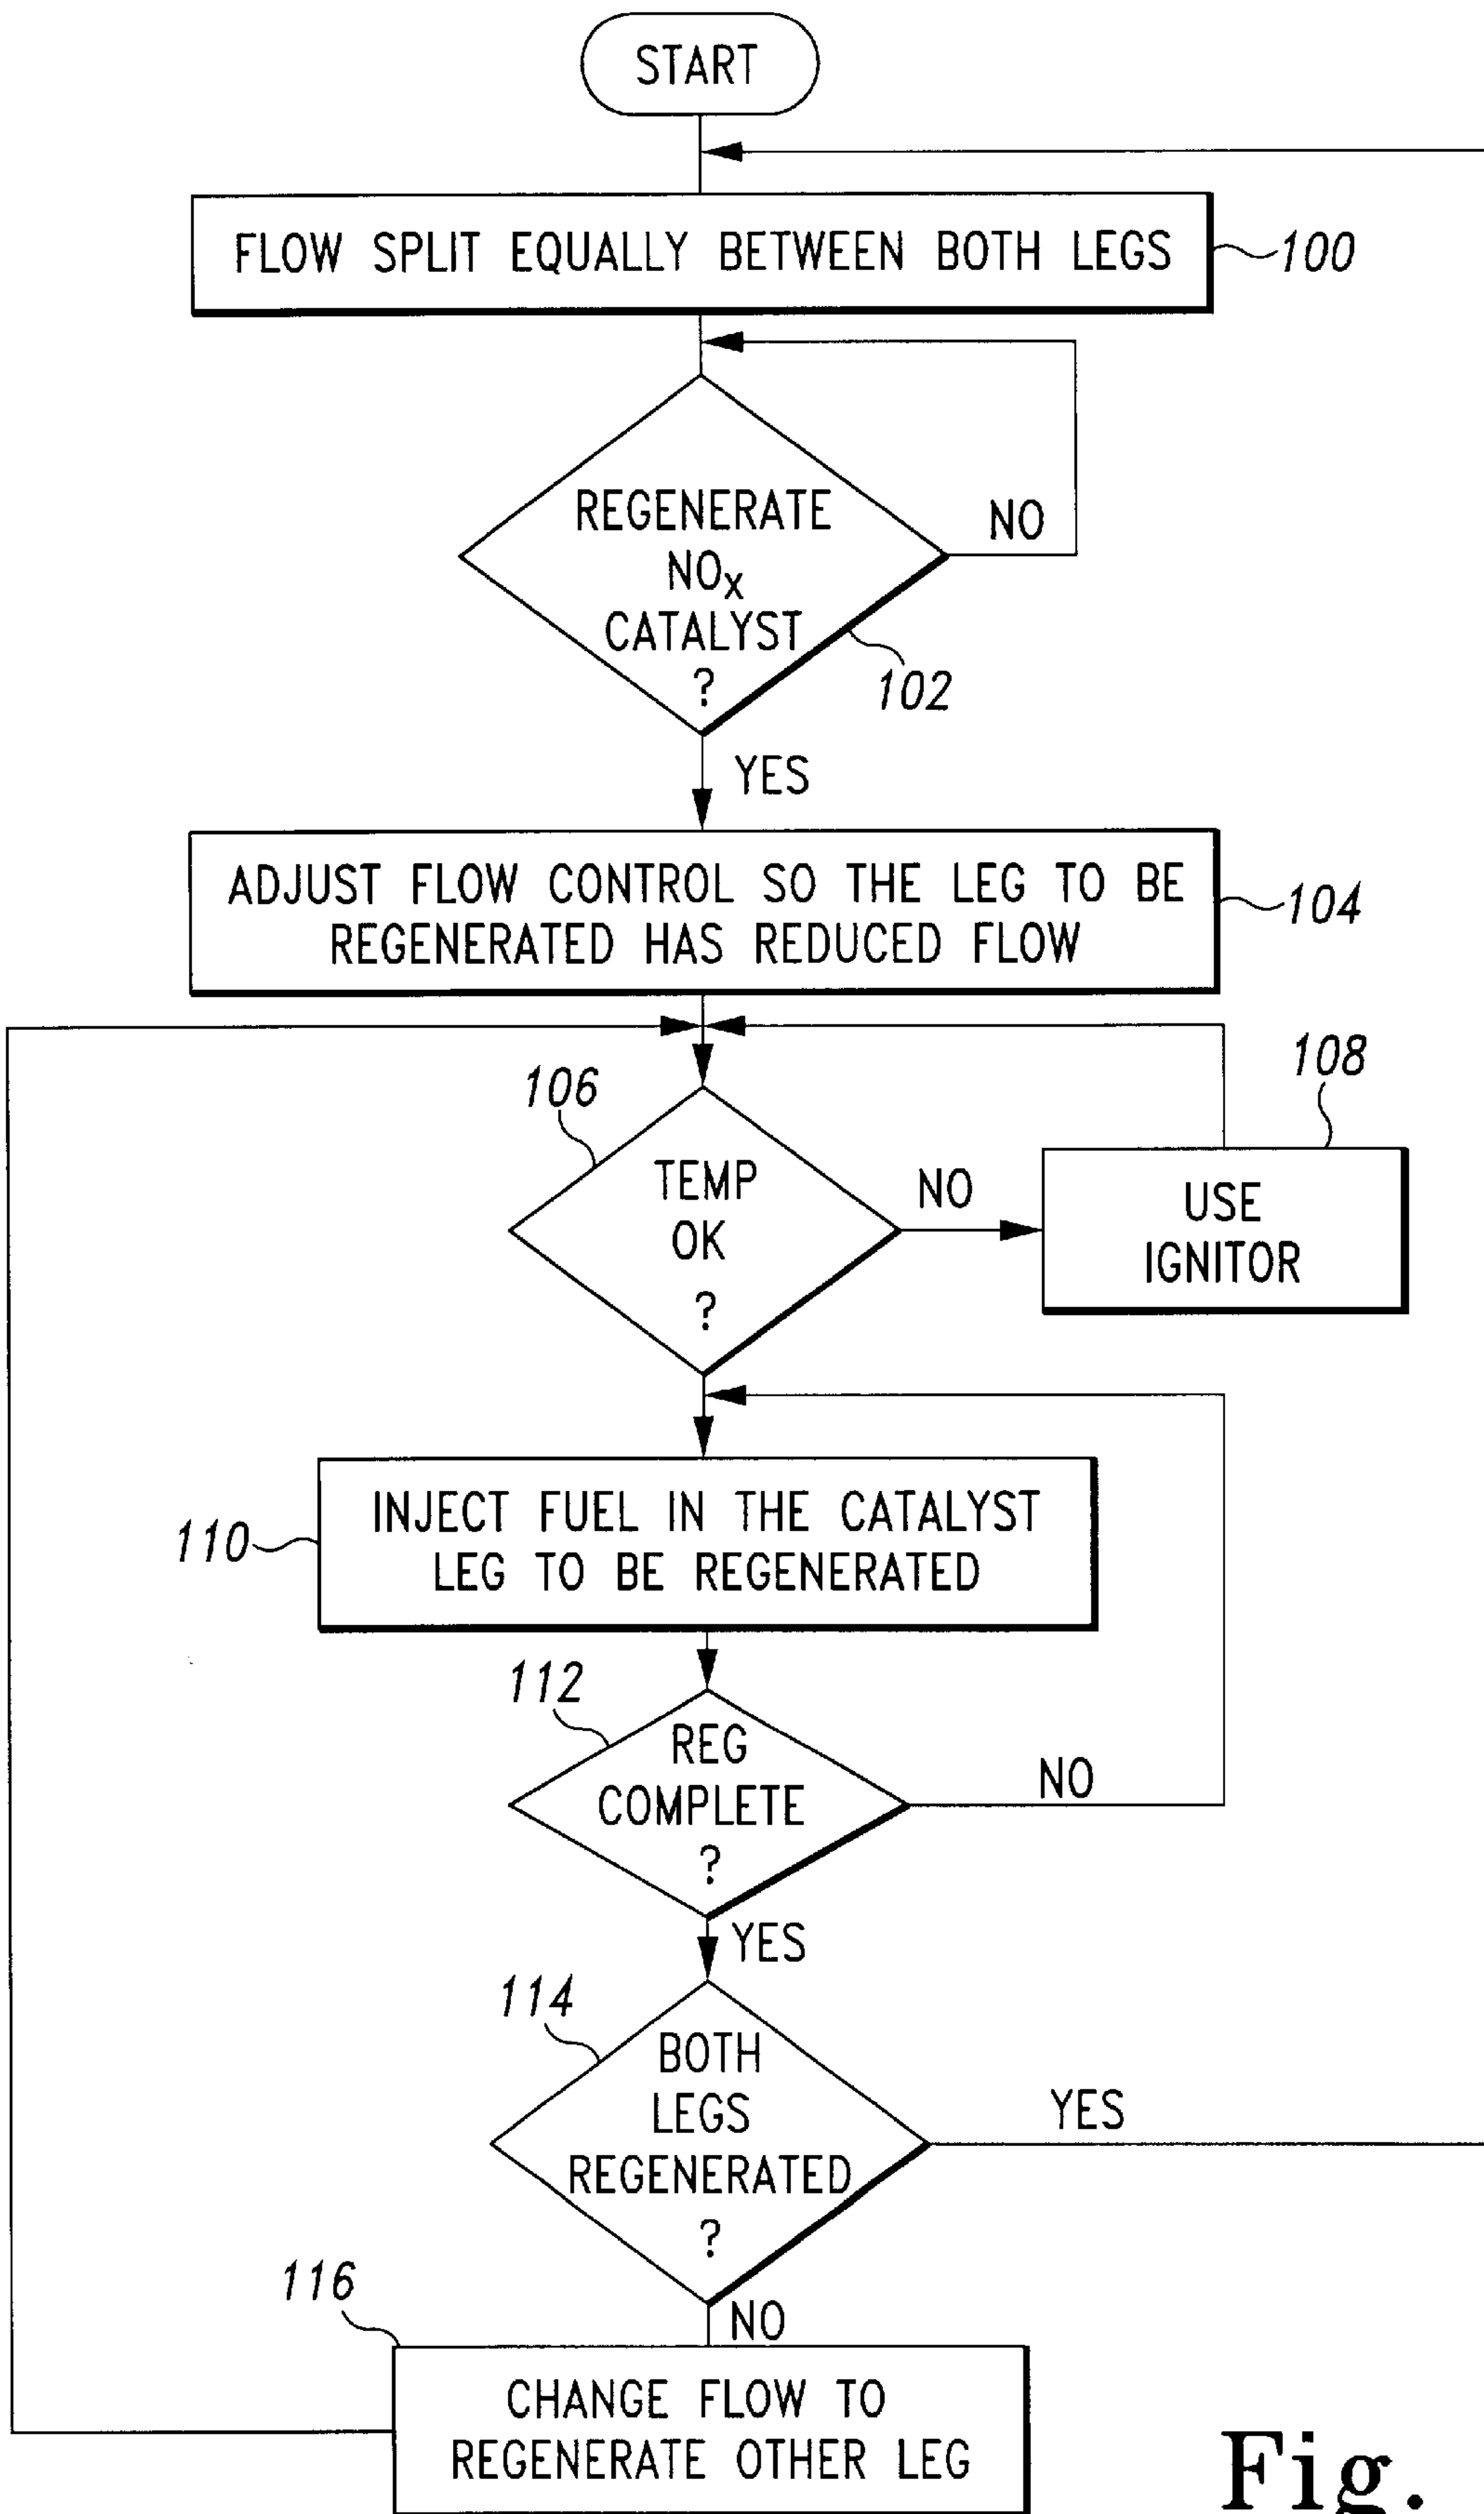 START
FLOW SPLIT EQUALLY BETWEEN BOTH LEGS
100
REGENERATE
NOx
CATALYST
?
NO
102
YES
ADJUST FLOW CONTROL SO THE LEG TO BE
REGENERATED HAS REDUCED FLOW
104
106
TEMP
OK
?
NO
108
USE
IGNITOR
110
INJECT FUEL IN THE CATALYST
LEG TO BE REGENERATED
112
REG
COMPLETE
?
NO
YES
114
BOTH
LEGS
REGENERATED
?
YES
NO
116
CHANGE FLOW TO
REGENERATE OTHER LEG
Fig.